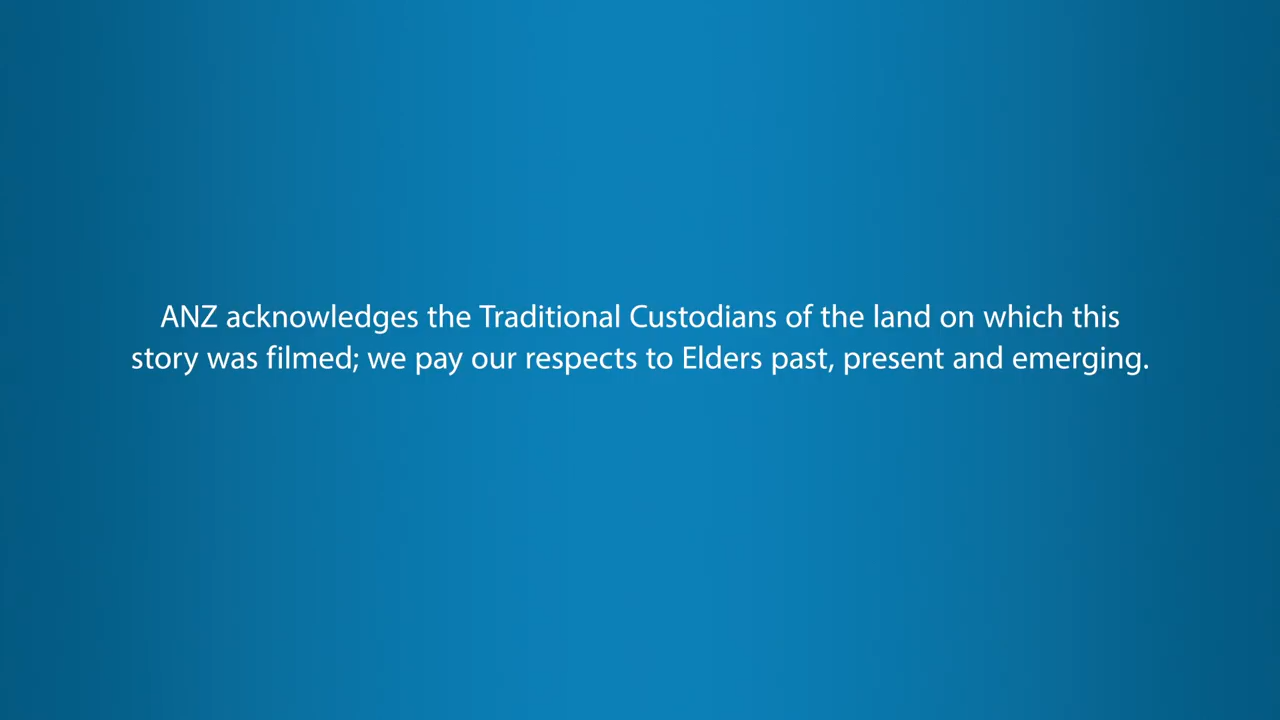 ANZ acknowledges the Traditional Custodians of the land on which this
story was filmed; we pay our respects to Elders past, present and emerging.